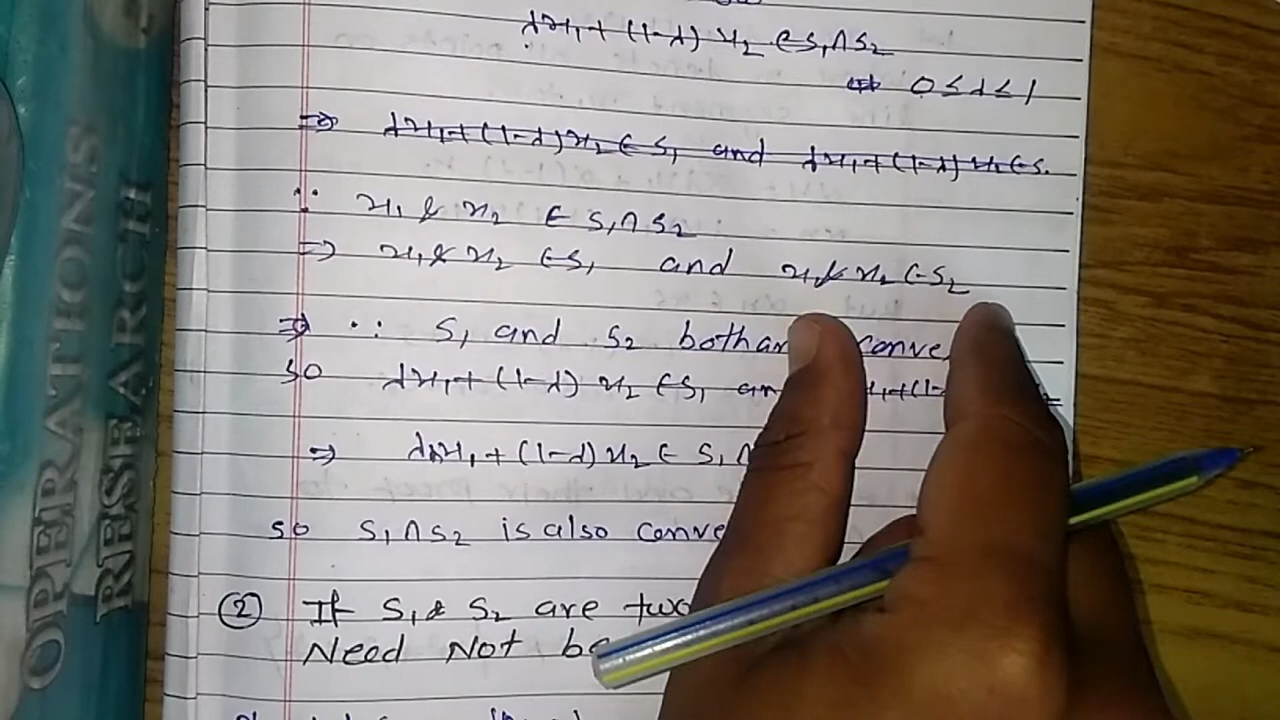 λx₁ + (1-λ) x₂ ∈ S₁∩S₂
0 ≤ λ ≤ 1
⇒ λx₁ + (1-λ) x₂ ∈ S₁ and λx₁ + (1-λ) x₂ ∈ S.
∵ x₁ & x₂ ∈ S₁∩S₂
⇒ x₁ & x₂ ∈ S₁ and x₁ & x₂ ∈ S₂
⇒ ∵ S₁ and S₂ both
so λx₁ + (1-λ) x₂ ∈ S₁
⇒ λx₁ + (1-λ) x₂ ∈ S₁∩
so S₁∩S₂ is also
② If S₁ & S₂ are two
Need Not
OPERATIONS
RESEARCH